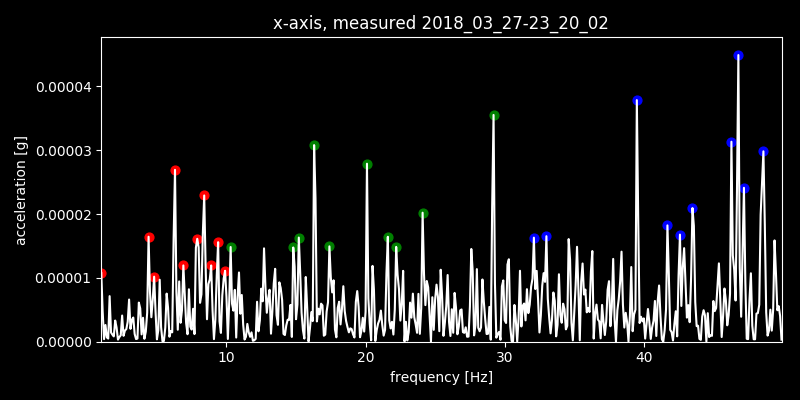 x-axis, measured 2018_03_27-23_20_02
acceleration [g]
0.00004
0.00003
0.00002
0.00001
0.00000
10 20 30 40
frequency [Hz]